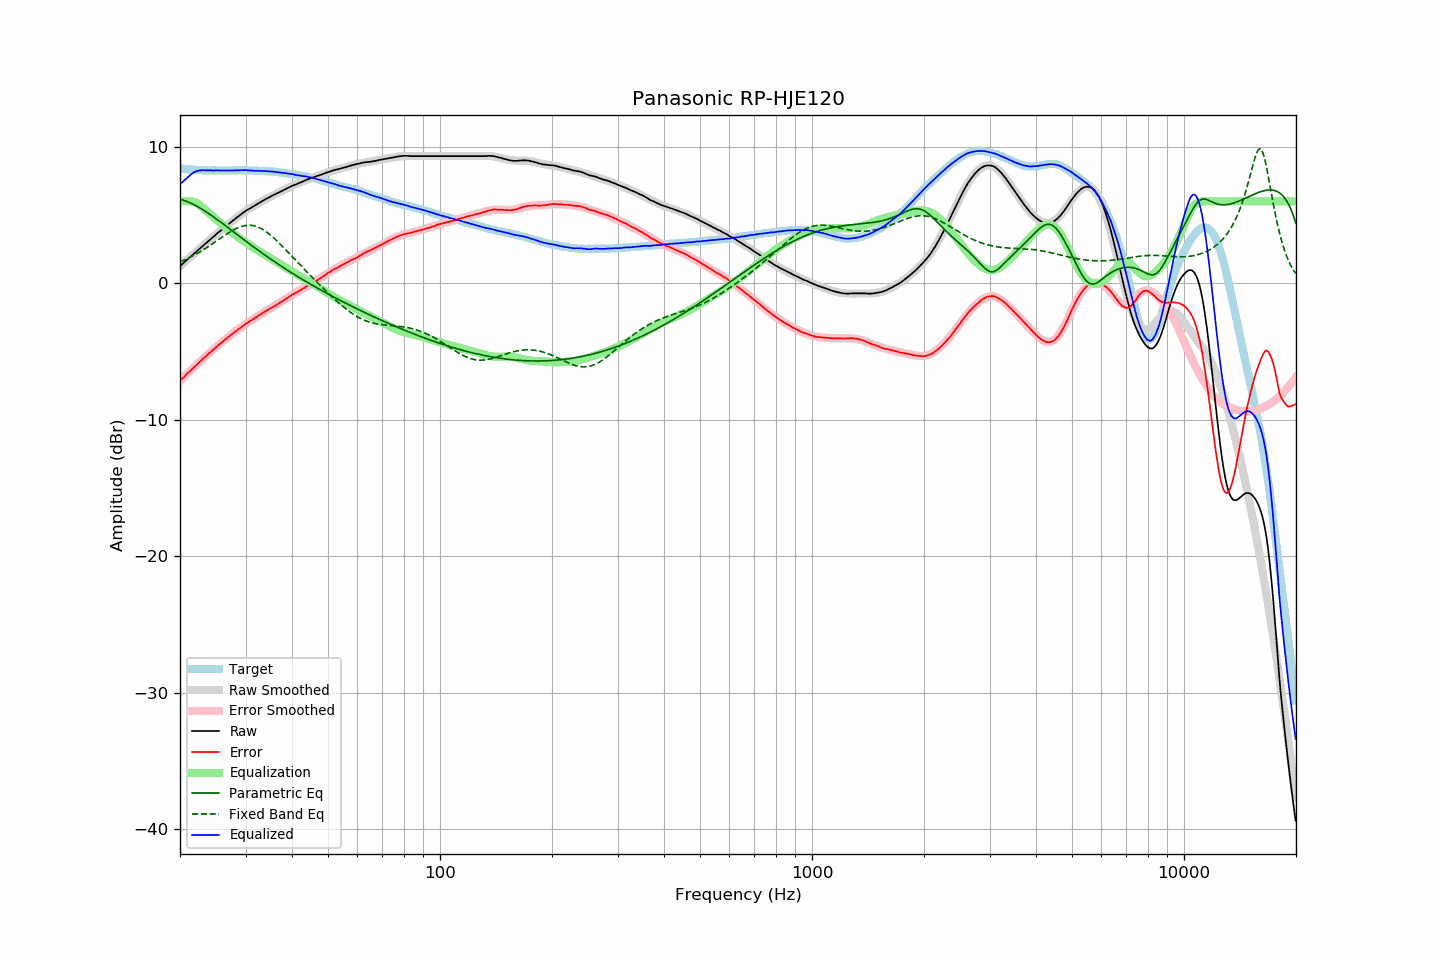 Panasonic RP-HJE120
Amplitude (dBr)
10
0
−10
−20
−30
−40
Target
Raw Smoothed
Error Smoothed
Raw
Error
Equalization
Parametric Eq
Fixed Band Eq
Equalized
100
1000
10000
Frequency (Hz)